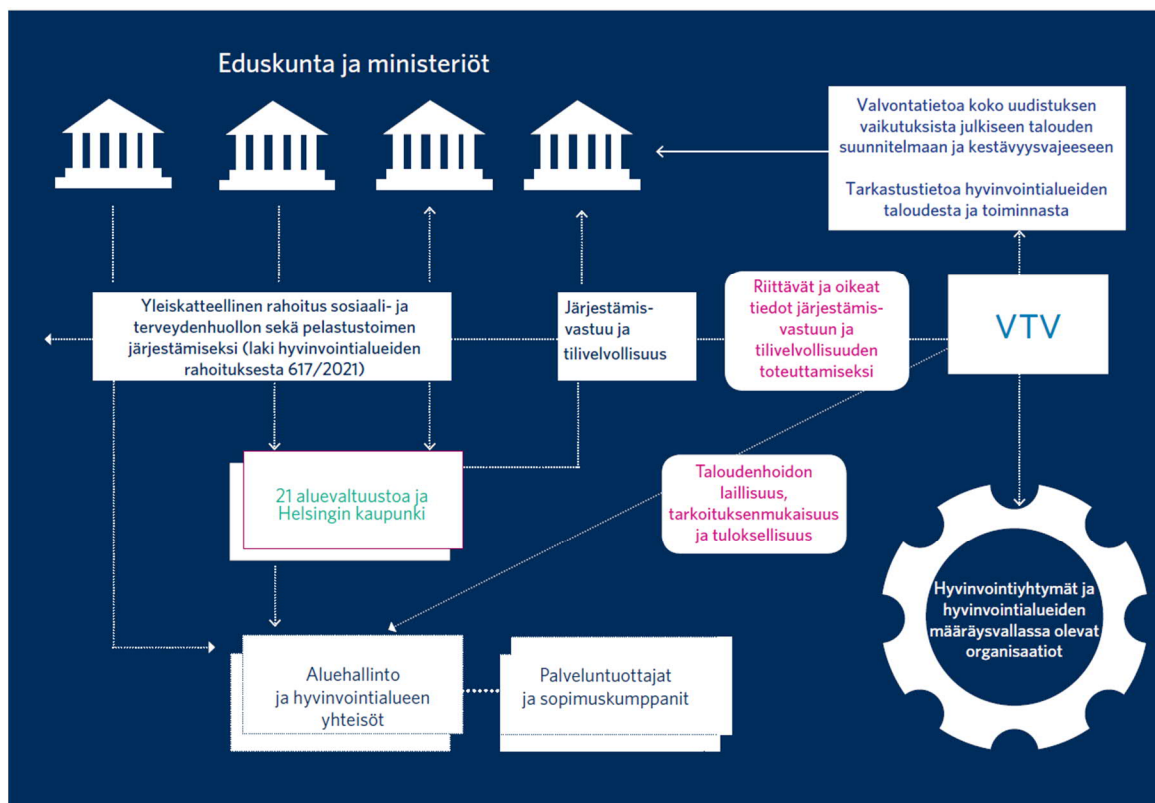 Eduskunta ja ministeriöt
Valvontatietoa koko uudistuksen
vaikutuksista julkiseen talouden
suunnitelmaan ja kestävyysvajeeseen
Tarkastustietoa hyvinvointialueiden
taloudesta ja toiminnasta
Yleiskatteellinen rahoitus sosiaali- ja
terveydenhuollon sekä pelastustoimen
järjestämiseksi (laki hyvinvointialueiden
rahoituksesta 617/2021)
Järjestämis-
vastuu ja
tilivelvollisuus
Riittävät ja oikeat
tiedot järjestämis-
vastuun ja
tilivelvollisuuden
toteuttamiseksi
VTV
21 aluevaltuustoa ja
Helsingin kaupunki
Taloudenhoidon
laillisuus,
tarkoituksenmukaisuus
ja tuloksellisuus
Hyvinvointiyhtymät ja
hyvinvointialueiden
määräysvallassa olevat
organisaatiot
Aluehallinto
ja hyvinvointialueen
yhteisöt
Palveluntuottajat
ja sopimuskumppanit